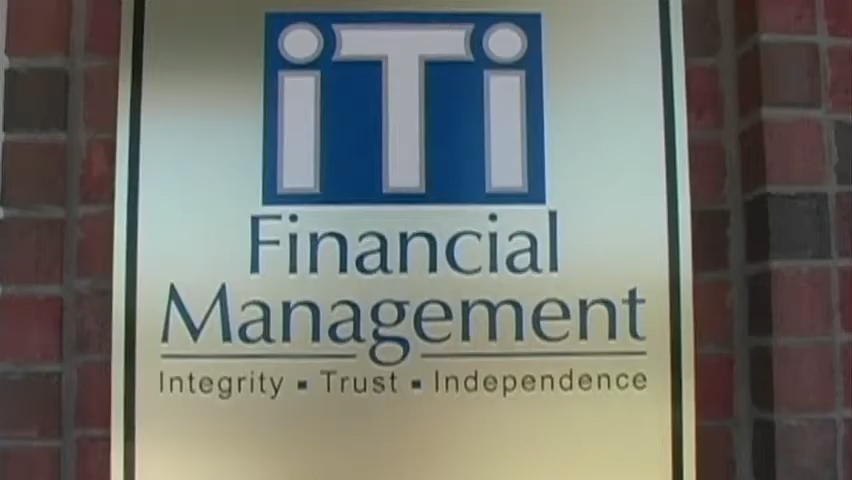 iTi
Financial
Management
Integrity ▪ Trust ▪ Independence